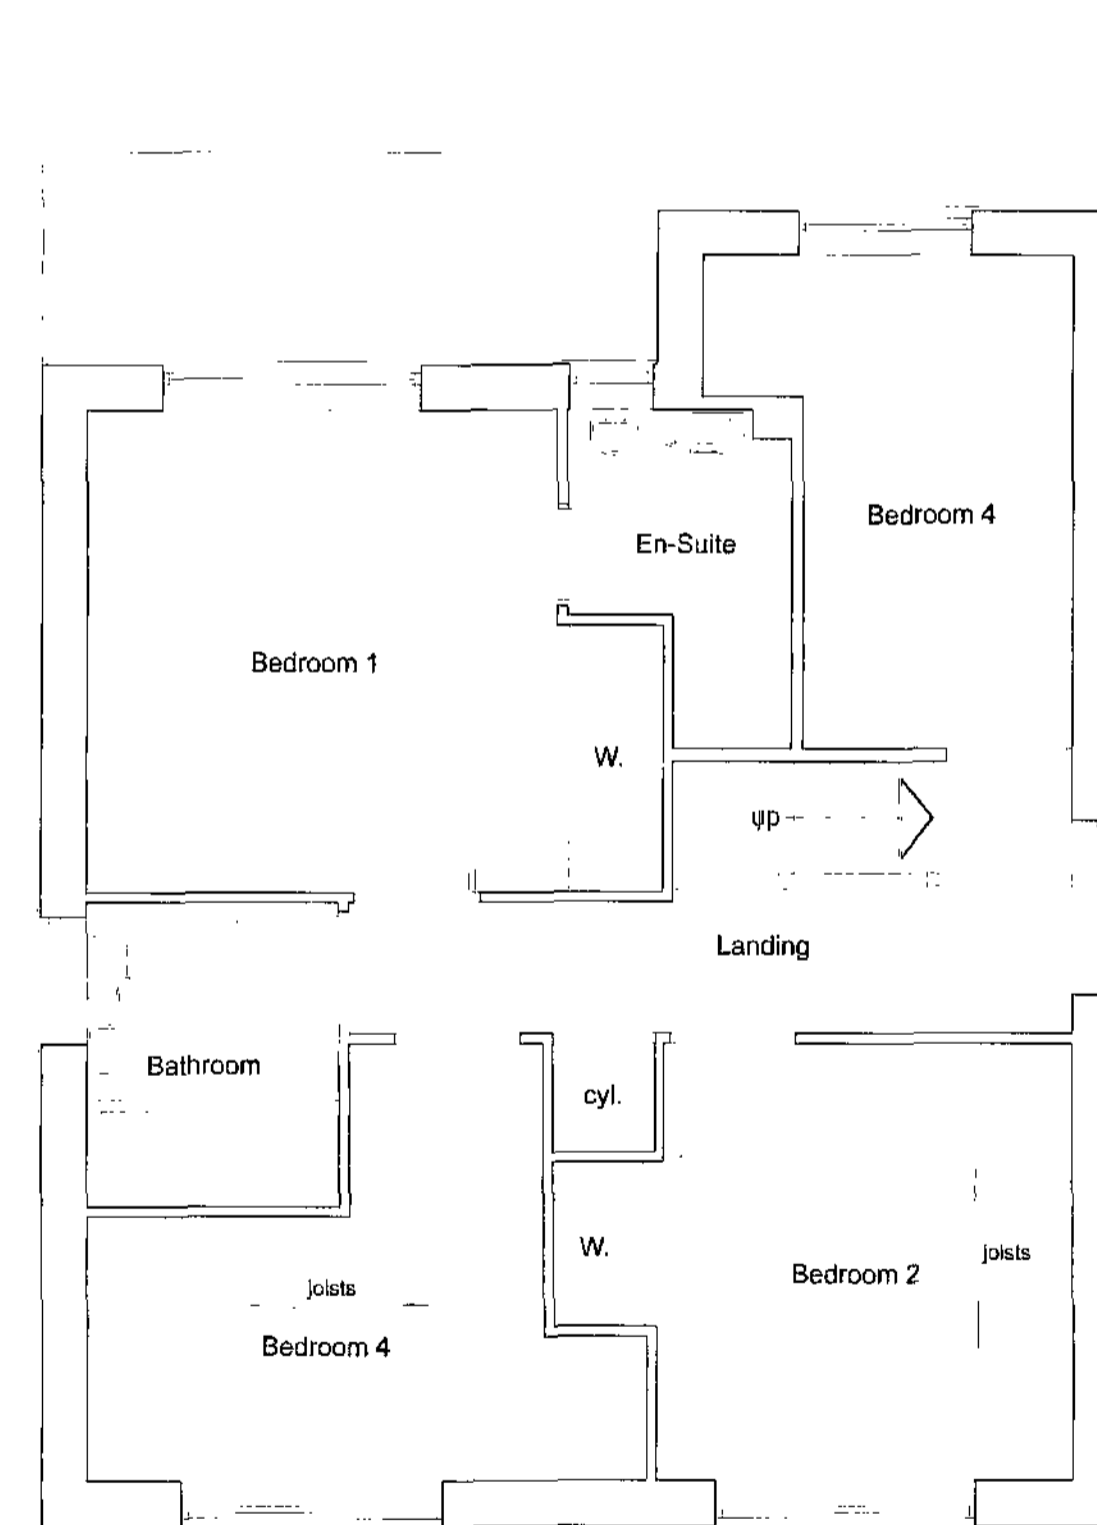 Bedroom 4
En-Suite
Bedroom 1
W.
up
Landing
Bathroom
cyl.
W.
joists
Bedroom 2
joists
Bedroom 4